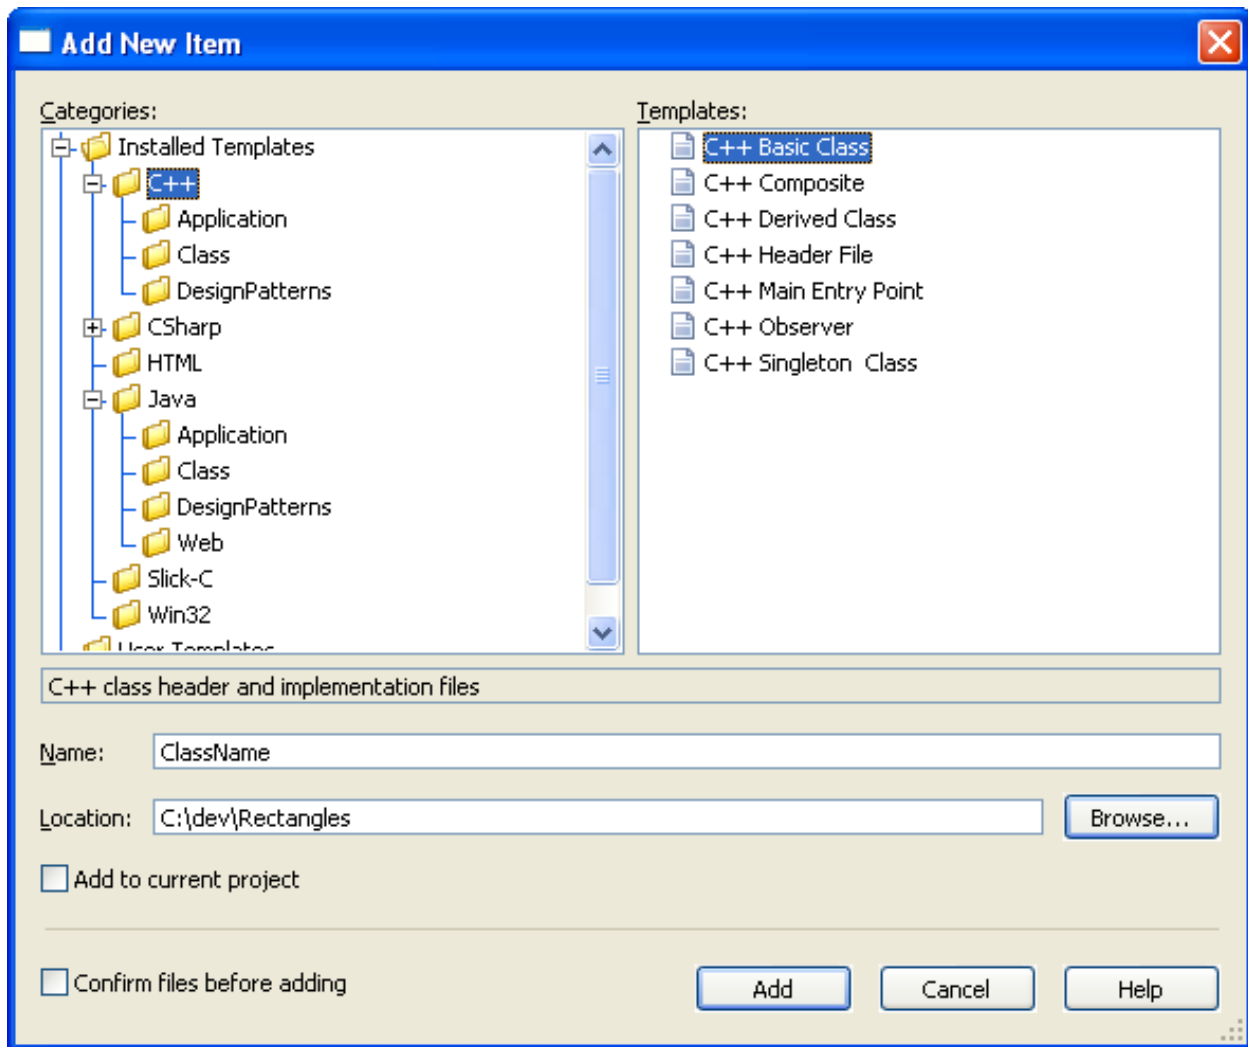 Add New Item
Categories:
Installed Templates
C++
Application
Class
DesignPatterns
CSharp
HTML
Java
Application
Class
DesignPatterns
Web
Slick-C
Win32
User Templates
Templates:
C++ Basic Class
C++ Composite
C++ Derived Class
C++ Header File
C++ Main Entry Point
C++ Observer
C++ Singleton  Class
C++ class header and implementation files
Name: ClassName
Location: C:\dev\Rectangles Browse...
Add to current project
Confirm files before adding Add Cancel Help